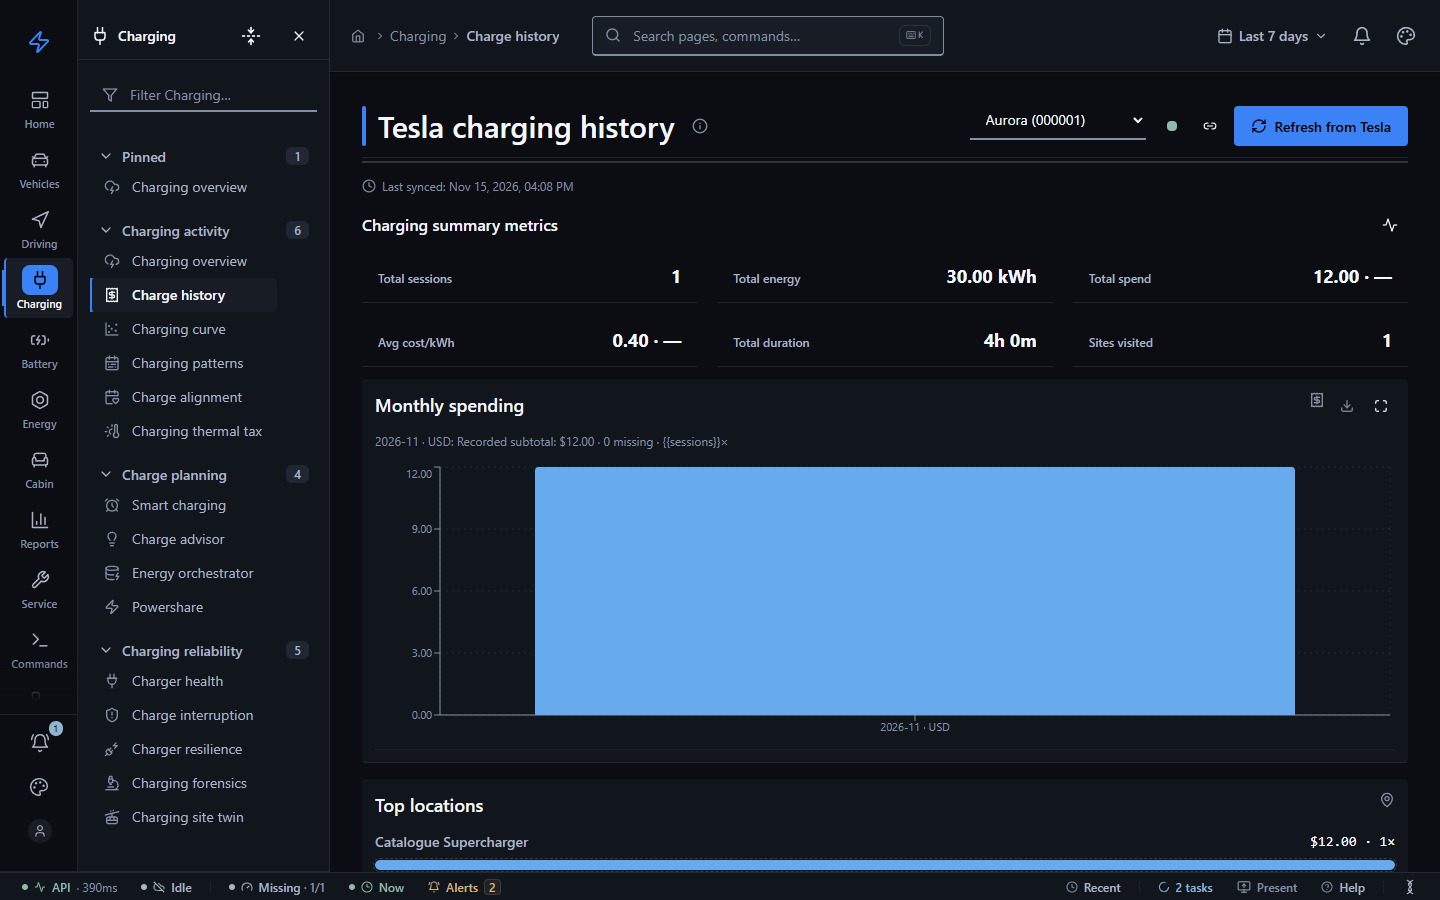 Home
Vehicles
Driving
Charging
Battery
Energy
Cabin
Reports
Service
Commands
1
Charging
Filter Charging...
Pinned 1
Charging overview
Charging activity 6
Charging overview
Charge history
Charging curve
Charging patterns
Charge alignment
Charging thermal tax
Charge planning 4
Smart charging
Charge advisor
Energy orchestrator
Powershare
Charging reliability 5
Charger health
Charge interruption
Charger resilience
Charging forensics
Charging site twin
Charging Charge history
Search pages, commands... K
Last 7 days
Tesla charging history
Aurora (000001)
Refresh from Tesla
Last synced: Nov 15, 2026, 04:08 PM
Charging summary metrics
Total sessions 1
Total energy 30.00 kWh
Total spend 12.00 · —
Avg cost/kWh 0.40 · —
Total duration 4h 0m
Sites visited 1
Monthly spending
2026-11 · USD: Recorded subtotal: $12.00 · 0 missing · {{sessions}}×
12.00
9.00
6.00
3.00
0.00
2026-11 · USD
Top locations
Catalogue Supercharger $12.00 · 1×
API · 390ms Idle Missing · 1/1 Now Alerts 2 Recent 2 tasks Present Help